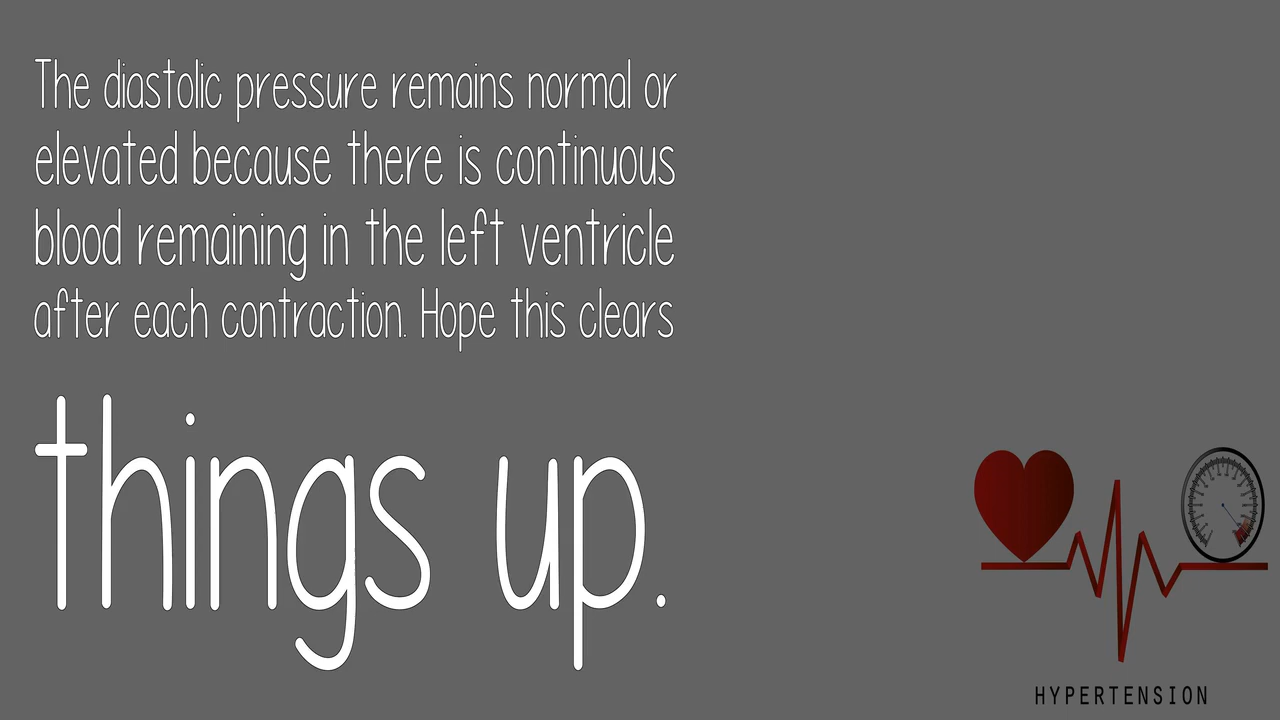 The diastolic pressure remains normal or
elevated because there is continuous
blood remaining in the left ventricle
after each contraction. Hope this clears
things up.
HYPERTENSION